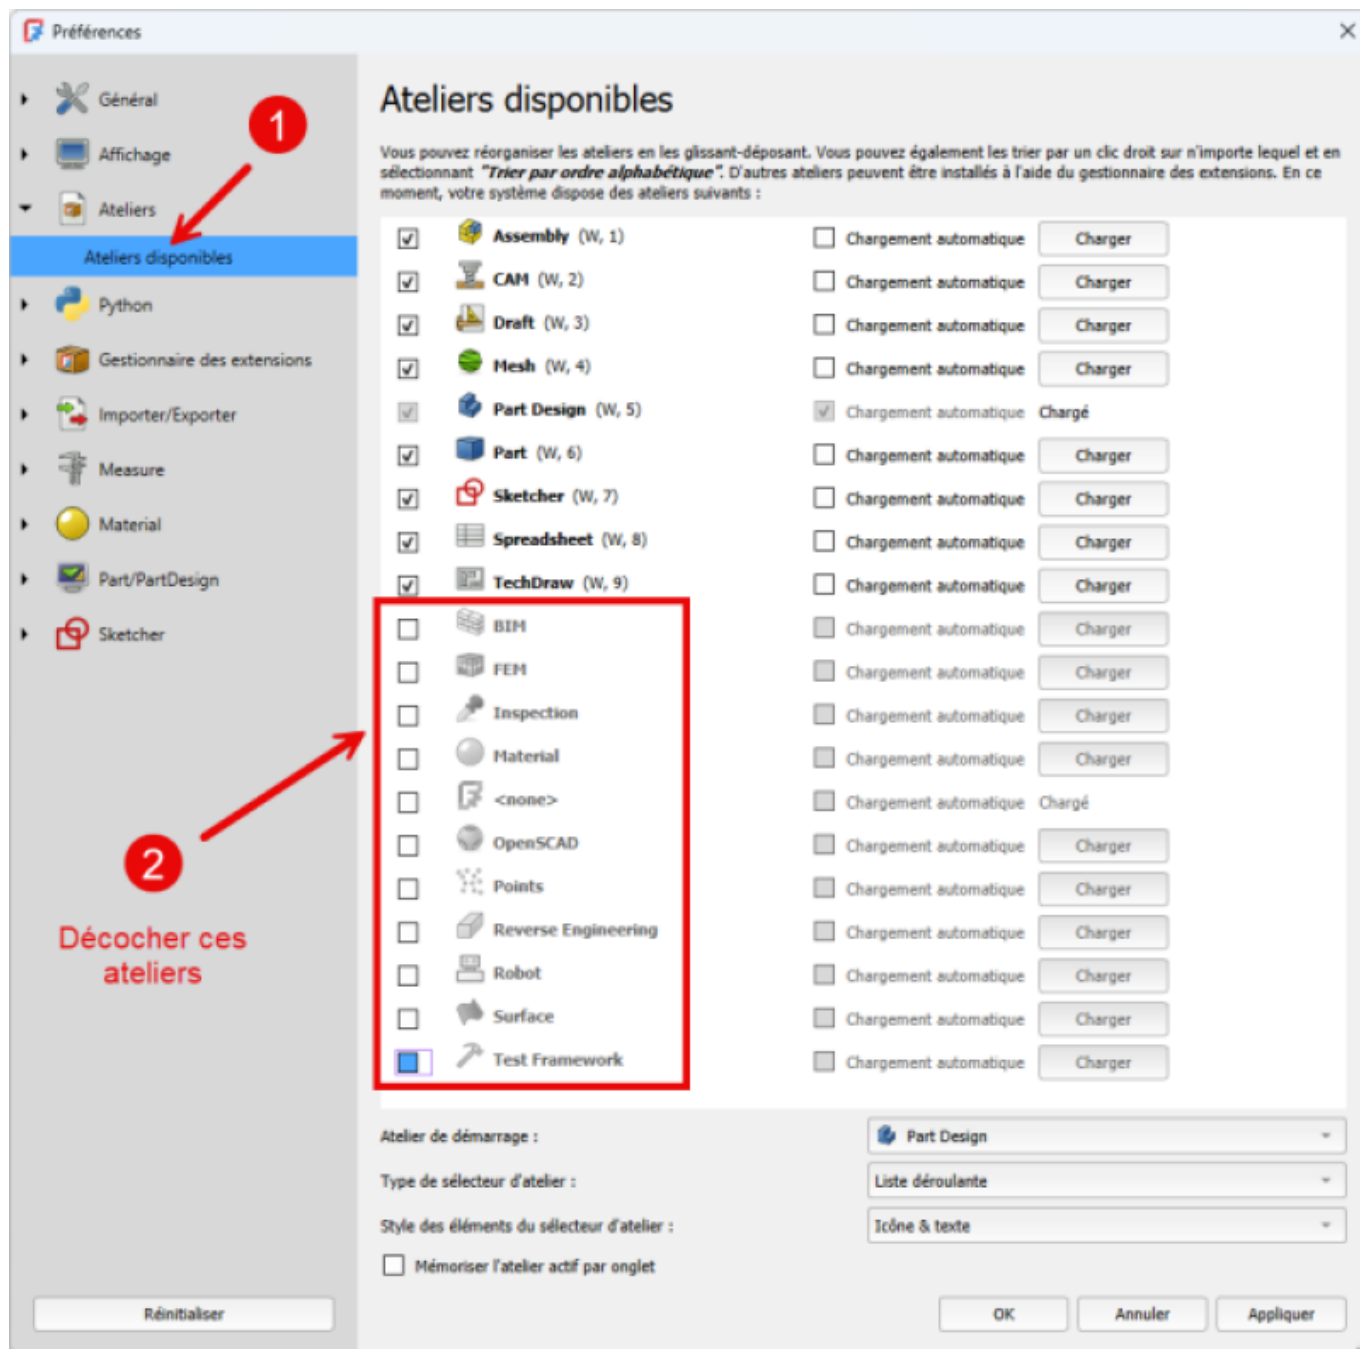 Préférences
Général
Affichage
Ateliers
Ateliers disponibles
Python
Gestionnaire des extensions
Importer/Exporter
Measure
Material
Part/PartDesign
Sketcher
1
2
Décocher ces
ateliers
Réinitialiser
Ateliers disponibles
Vous pouvez réorganiser les ateliers en les glissant-déposant. Vous pouvez également les trier par un clic droit sur n'importe lequel et en
sélectionnant "Trier par ordre alphabétique". D'autres ateliers peuvent être installés à l'aide du gestionnaire des extensions. En ce
moment, votre système dispose des ateliers suivants :
Assembly (W, 1) Chargement automatique Charger
CAM (W, 2) Chargement automatique Charger
Draft (W, 3) Chargement automatique Charger
Mesh (W, 4) Chargement automatique Charger
Part Design (W, 5) Chargement automatique Chargé
Part (W, 6) Chargement automatique Charger
Sketcher (W, 7) Chargement automatique Charger
Spreadsheet (W, 8) Chargement automatique Charger
TechDraw (W, 9) Chargement automatique Charger
BIM Chargement automatique Charger
FEM Chargement automatique Charger
Inspection Chargement automatique Charger
Material Chargement automatique Charger
<none> Chargement automatique Chargé
OpenSCAD Chargement automatique Charger
Points Chargement automatique Charger
Reverse Engineering Chargement automatique Charger
Robot Chargement automatique Charger
Surface Chargement automatique Charger
Test Framework Chargement automatique Charger
Atelier de démarrage : Part Design
Type de sélecteur d'atelier : Liste déroulante
Style des éléments du sélecteur d'atelier : Icône & texte
Mémoriser l'atelier actif par onglet
OK Annuler Appliquer